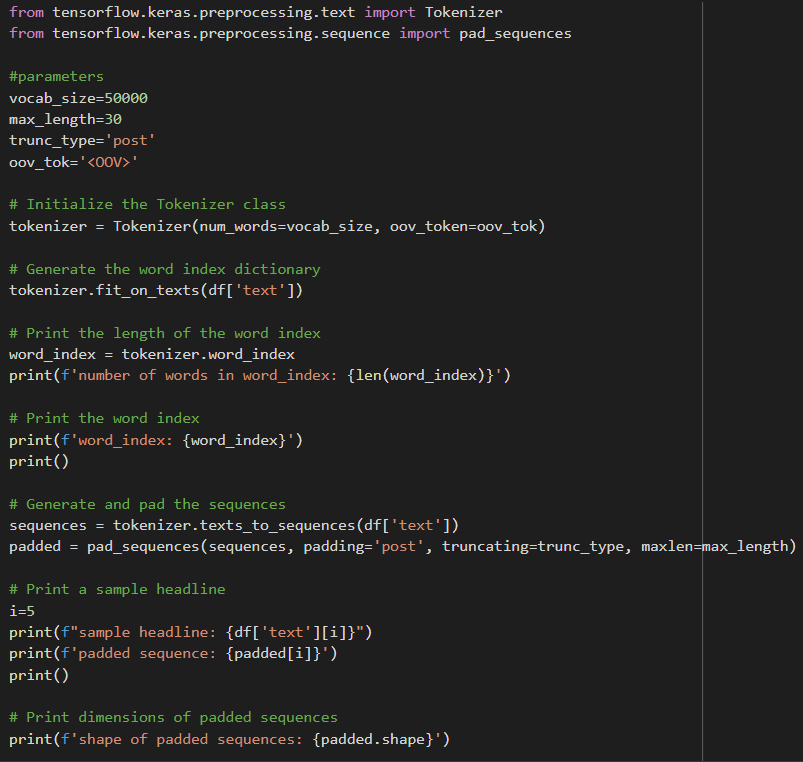 from tensorflow.keras.preprocessing.text import Tokenizer
from tensorflow.keras.preprocessing.sequence import pad_sequences
#parameters
vocab_size=50000
max_length=30
trunc_type='post'
oov_tok='<OOV>'
# Initialize the Tokenizer class
tokenizer = Tokenizer(num_words=vocab_size, oov_token=oov_tok)
# Generate the word index dictionary
tokenizer.fit_on_texts(df['text'])
# Print the length of the word index
word_index = tokenizer.word_index
print(f'number of words in word_index: {len(word_index)}')
# Print the word index
print(f'word_index: {word_index}')
print()
# Generate and pad the sequences
sequences = tokenizer.texts_to_sequences(df['text'])
padded = pad_sequences(sequences, padding='post', truncating=trunc_type, maxlen=max_length)
# Print a sample headline
i=5
print(f"sample headline: {df['text'][i]}")
print(f'padded sequence: {padded[i]}')
print()
# Print dimensions of padded sequences
print(f'shape of padded sequences: {padded.shape}')